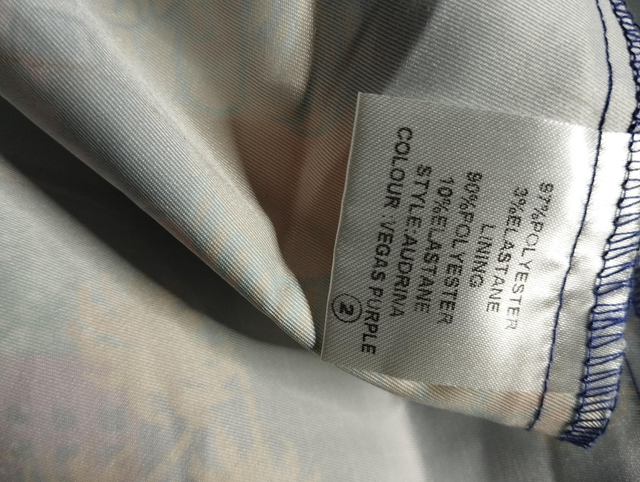 97%POLYESTER
3%ELASTANE
LINING
90%POLYESTER
10%ELASTANE
STYLE:AUDRINA
COLOUR:VEGAS PURPLE
2